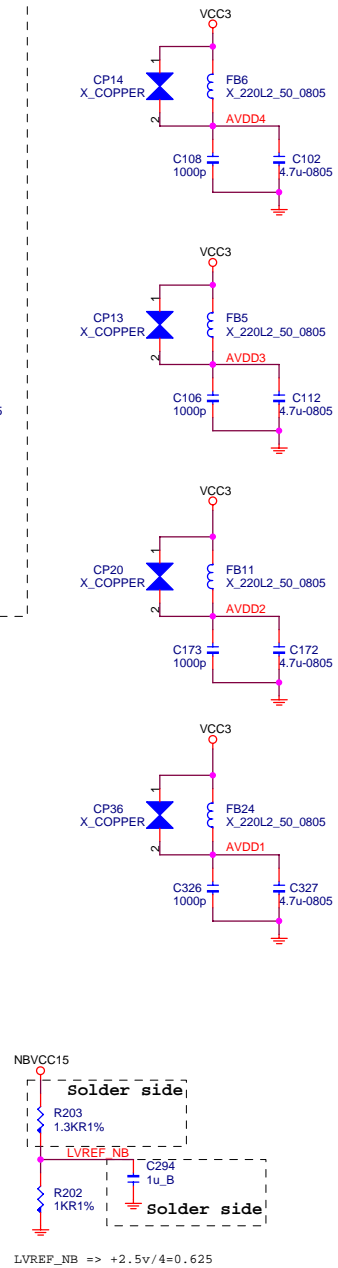 VCC3
CP14
X_COPPER
1
2
FB6
X_220L2_50_0805
AVDD4
C108
1000p
C102
4.7u-0805
VCC3
CP13
X_COPPER
1
2
FB5
X_220L2_50_0805
AVDD3
C106
1000p
C112
4.7u-0805
VCC3
CP20
X_COPPER
1
2
FB11
X_220L2_50_0805
AVDD2
C173
1000p
C172
4.7u-0805
VCC3
CP36
X_COPPER
1
2
FB24
X_220L2_50_0805
AVDD1
C326
1000p
C327
4.7u-0805
NBVCC15
Solder side
R203
1.3KR1%
LVREF_NB
C294
1u_B
R202
1KR1%
Solder side
LVREF_NB => +2.5v/4=0.625